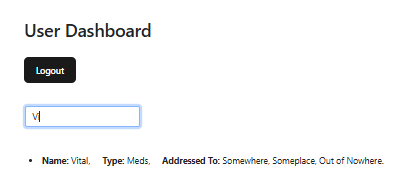 User Dashboard
Logout
Vi
• Name: Vital, Type: Meds, Addressed To: Somewhere, Someplace, Out of Nowhere.